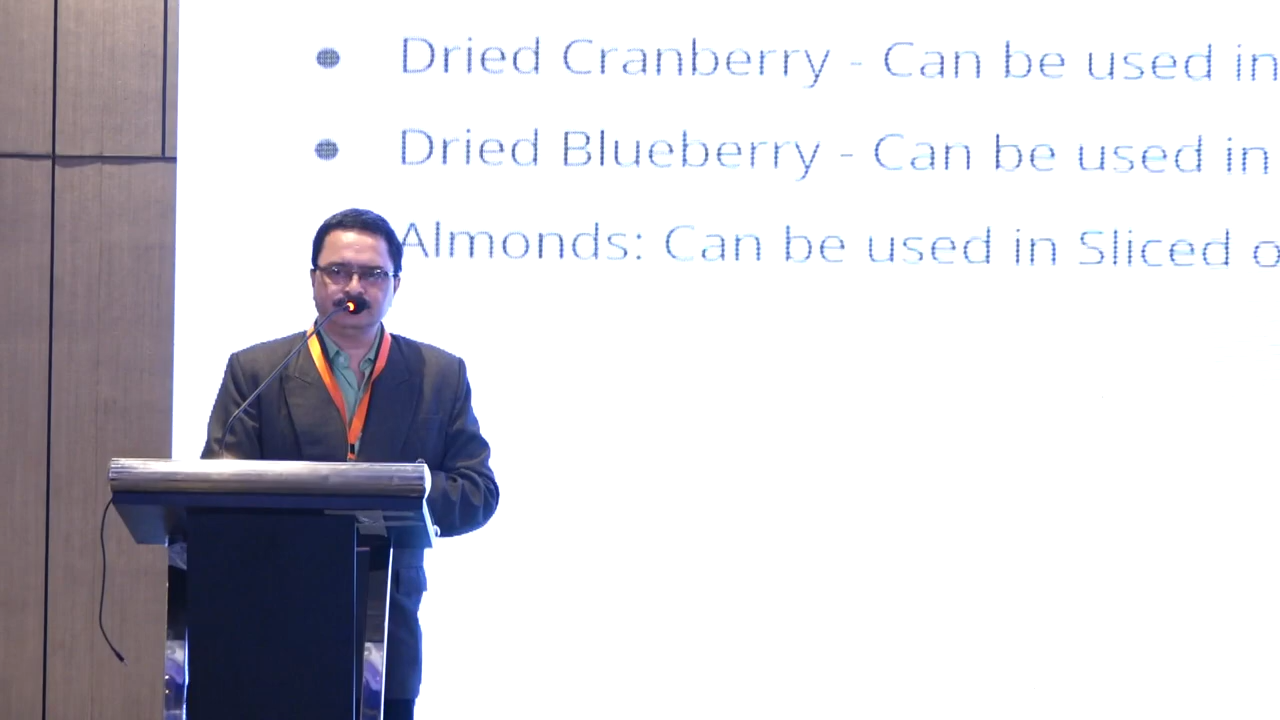 • Dried Cranberry - Can be used in
• Dried Blueberry - Can be used in
Almonds: Can be used in Sliced